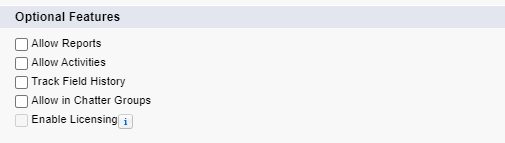 Optional Features
Allow Reports
Allow Activities
Track Field History
Allow in Chatter Groups
Enable Licensing i